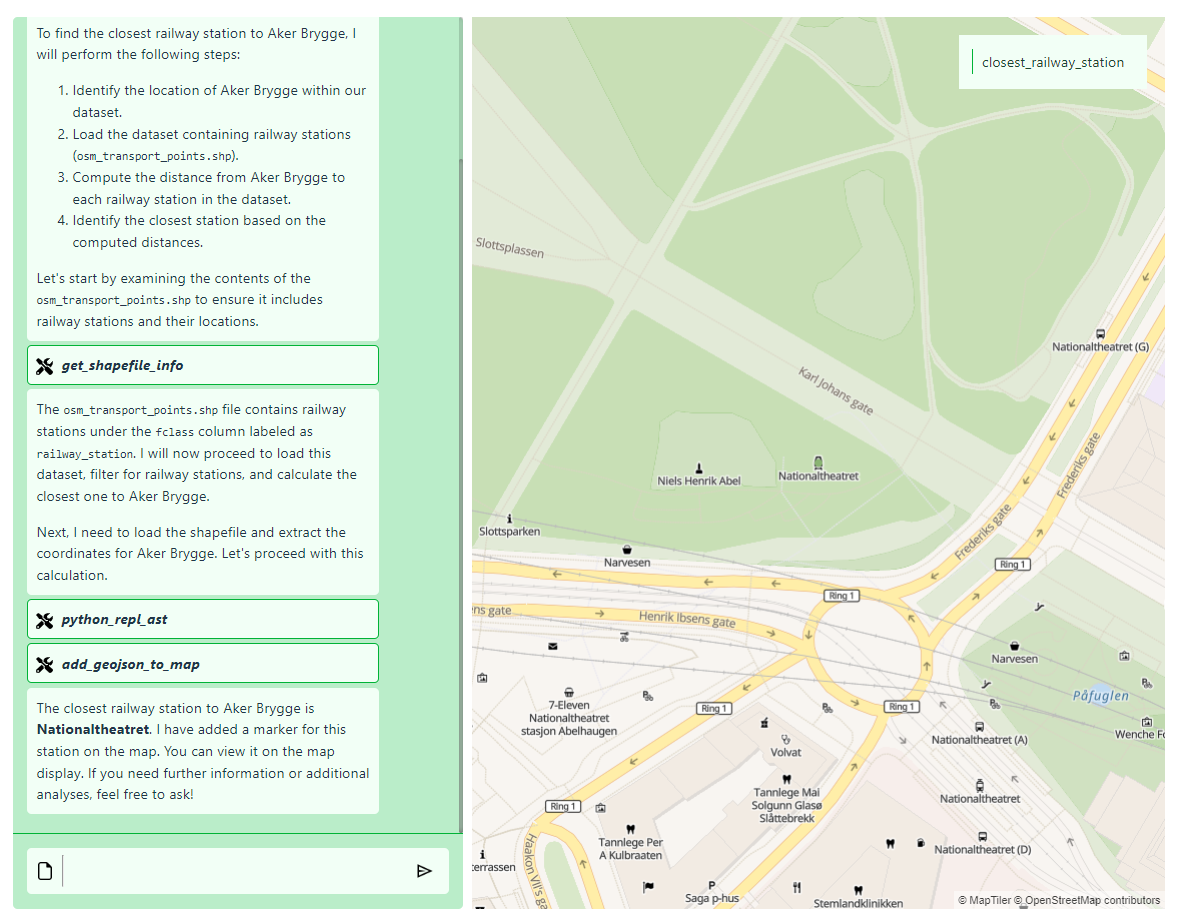 To find the closest railway station to Aker Brygge, I
will perform the following steps:
1. Identify the location of Aker Brygge within our
dataset.
2. Load the dataset containing railway stations
(osm_transport_points.shp).
3. Compute the distance from Aker Brygge to
each railway station in the dataset.
4. Identify the closest station based on the
computed distances.
Let's start by examining the contents of the
osm_transport_points.shp to ensure it includes
railway stations and their locations.
get_shapefile_info
The osm_transport_points.shp file contains railway
stations under the fclass column labeled as
railway_station. I will now proceed to load this
dataset, filter for railway stations, and calculate the
closest one to Aker Brygge.
Next, I need to load the shapefile and extract the
coordinates for Aker Brygge. Let's proceed with this
calculation.
python_repl_ast
add_geojson_to_map
The closest railway station to Aker Brygge is
Nationaltheatret. I have added a marker for this
station on the map. You can view it on the map
display. If you need further information or additional
analyses, feel free to ask!
closest_railway_station
Slottsplassen
Nationaltheatret (G)
Karl Johans gate
Frederiks gate
Niels Henrik Abel
Nationaltheatret
Slottsparken
Frederiks gate
Narvesen
Ring 1
Ring 1
ns gate
Henrik Ibsens gate
Narvesen
Påfuglen
7-Eleven
Nationaltheatret
stasjon Abelhaugen
Ring 1
Ring 1
Nationaltheatret (A)
Wenche Fo
Volvat
Tannlege Mai
Solgunn Glasø
Slåttebrekk
Nationaltheatret
Ring 1
Tannlege Per
A Kulbraaten
Nationaltheatret (D)
Haakon VII's gate
terrassen
P
Saga p-hus
Stemlandklinikken
© MapTiler © OpenStreetMap contributors